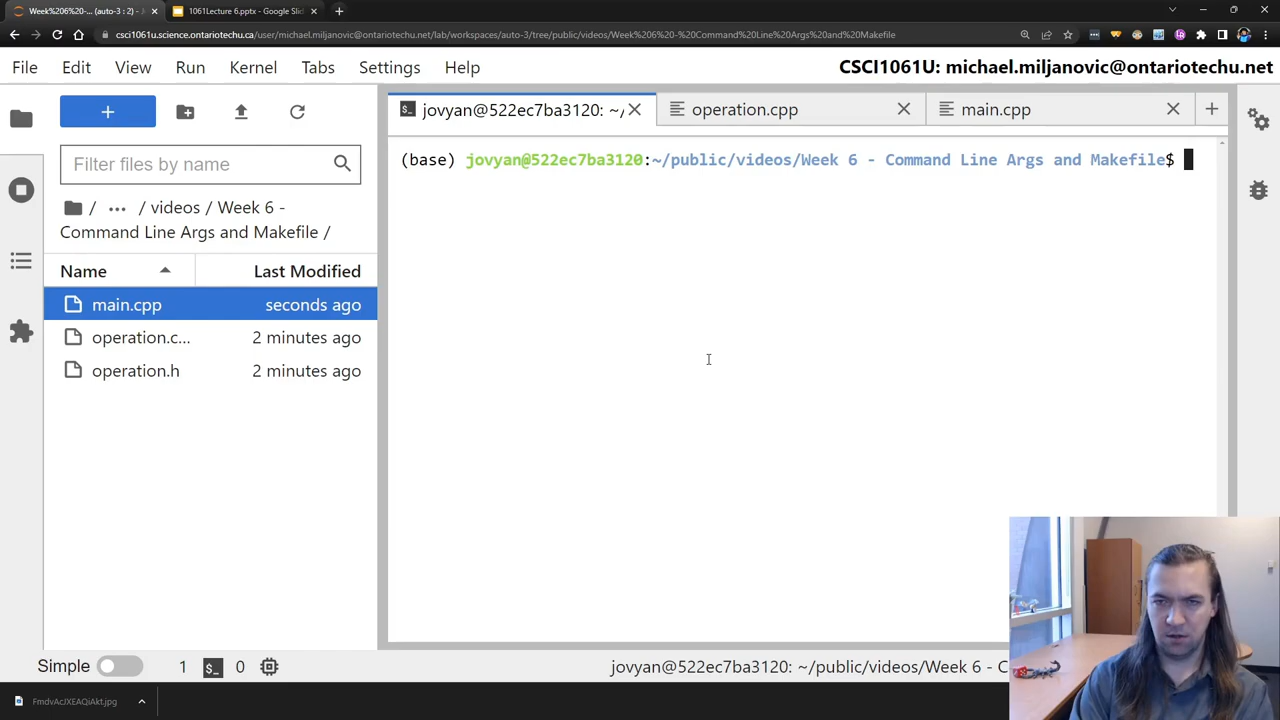 Week%206%20-... (auto-3 : 2) - J
1061Lecture 6.pptx - Google Slid
csci1061u.science.ontariotechu.ca/user/michael.miljanovic@ontariotechu.net/lab/workspaces/auto-3/tree/public/videos/Week%206%20-%20Command%20Line%20Args%20and%20Makefile
File Edit View Run Kernel Tabs Settings Help
CSCI1061U: michael.miljanovic@ontariotechu.net
+
jovyan@522ec7ba3120: ~/
operation.cpp
main.cpp
Filter files by name
/ ... / videos / Week 6 -
Command Line Args and Makefile /
Name Last Modified
main.cpp seconds ago
operation.c... 2 minutes ago
operation.h 2 minutes ago
(base) jovyan@522ec7ba3120:~/public/videos/Week 6 - Command Line Args and Makefile$
Simple 1 $_ 0
jovyan@522ec7ba3120: ~/public/videos/Week 6 - C
FmdvAcJXEAQiAkt.jpg